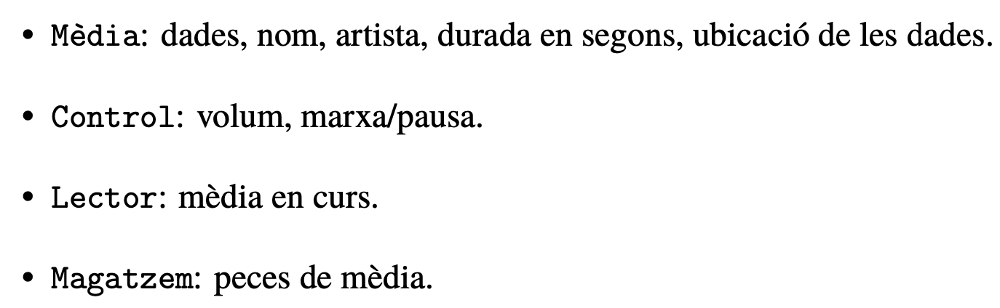 • Mèdia: dades, nom, artista, durada en segons, ubicació de les dades.
• Control: volum, marxa/pausa.
• Lector: mèdia en curs.
• Magatzem: peces de mèdia.